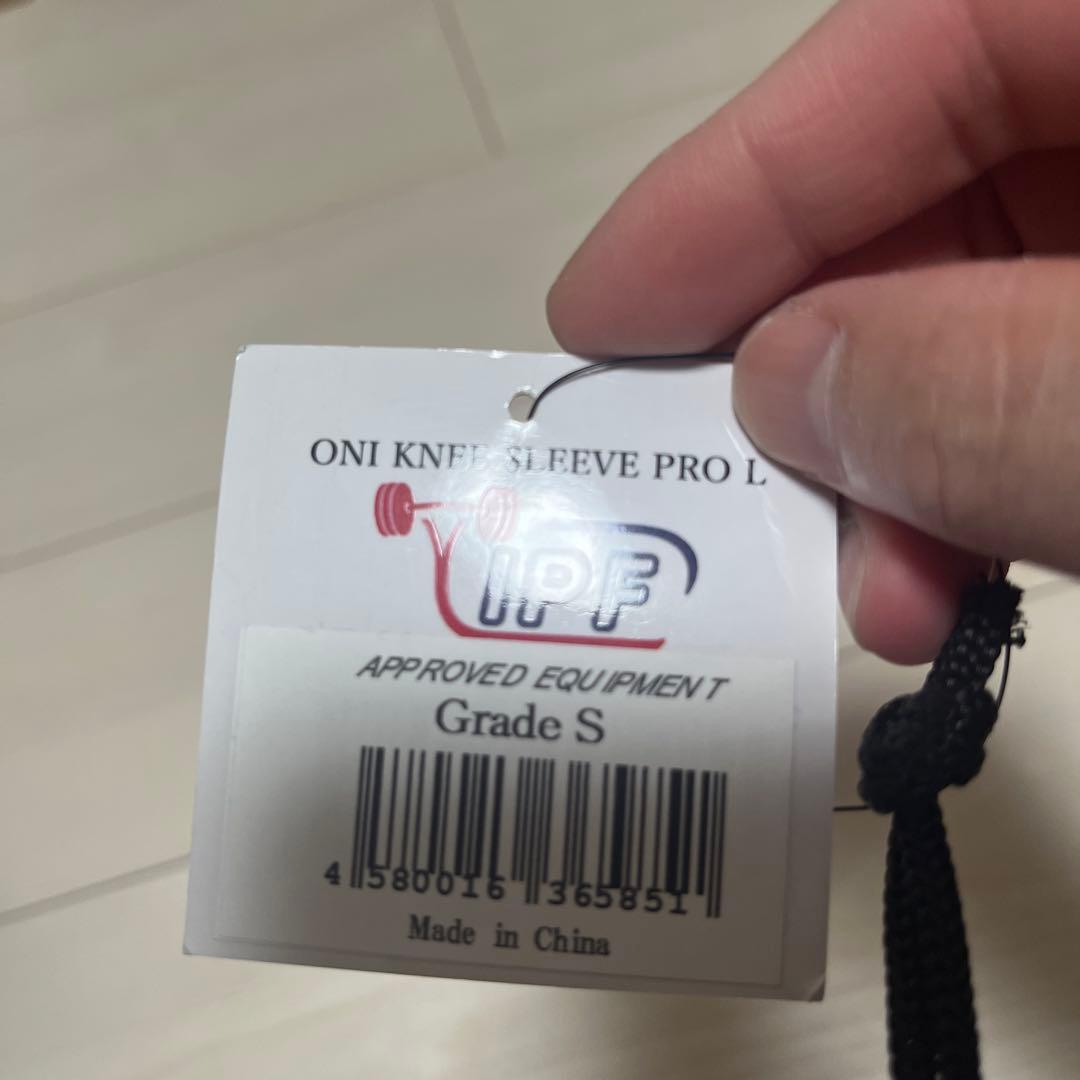 ONI KNEE SLEEVE PRO L
IPF
APPROVED EQUIPMENT
Grade S
4 580016 365851
Made in China